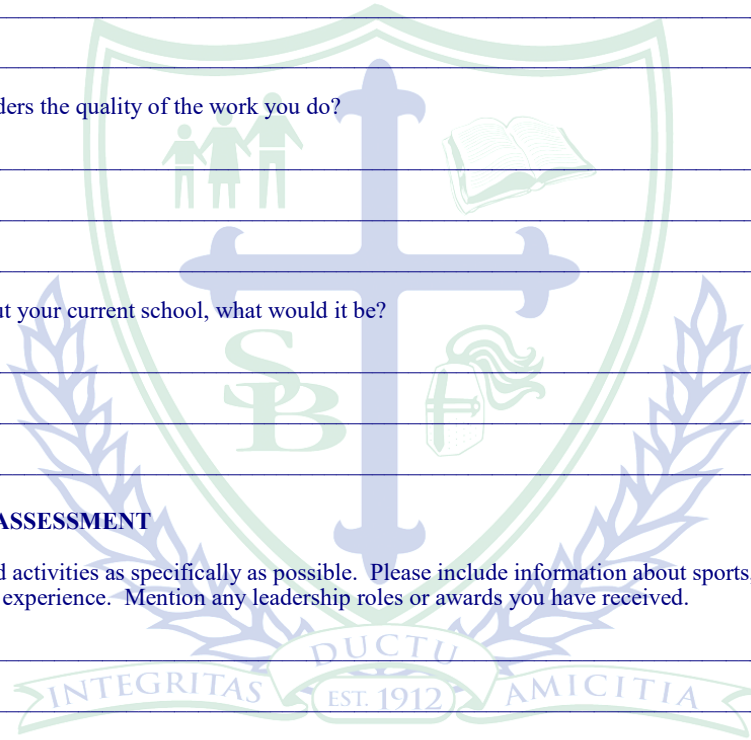 ders the quality of the work you do?
ut your current school, what would it be?
SB
ASSESSMENT
d activities as specifically as possible. Please include information about sports,
experience. Mention any leadership roles or awards you have received.
DUCTU
INTEGRITAS EST. 1912 AMICITIA